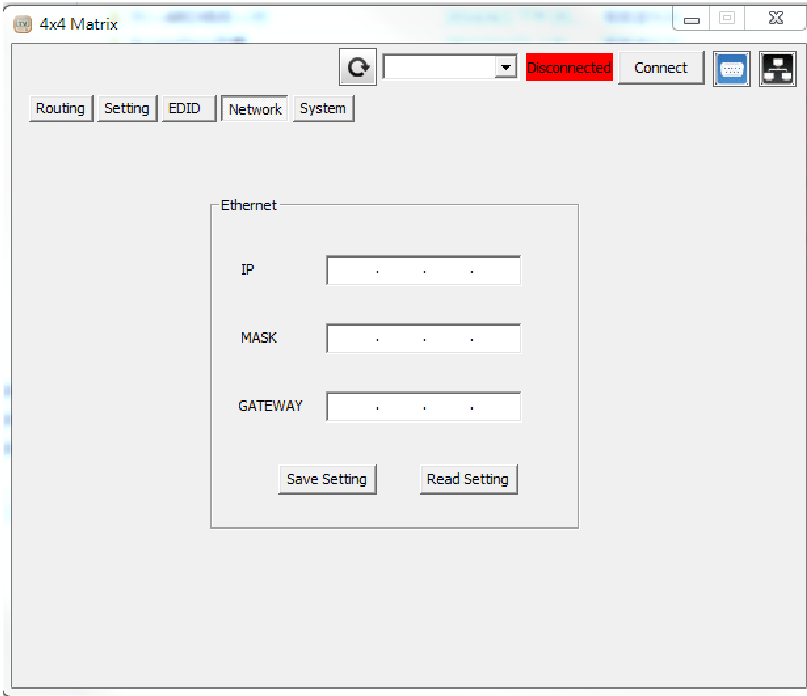 4x4 Matrix
Disconnected Connect
Routing Setting EDID Network System
Ethernet
IP . . .
MASK . . .
GATEWAY . . .
Save Setting Read Setting